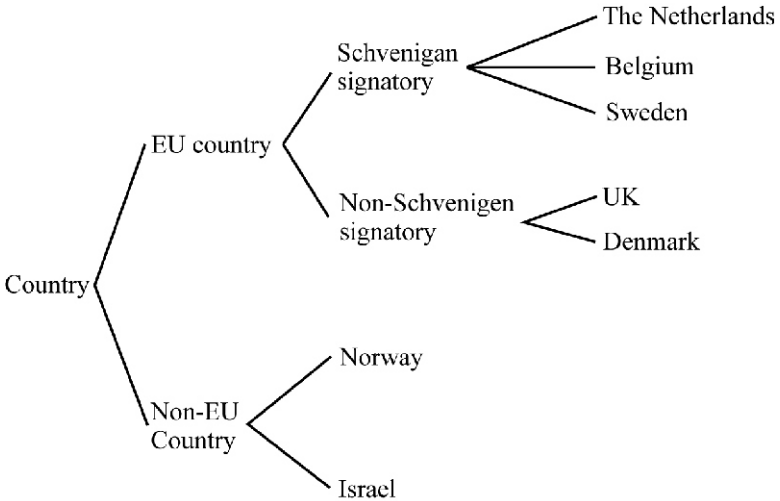 The Netherlands
Schvenigan
signatory
Belgium
Sweden
EU country
Non-Schvenigen
signatory
UK
Denmark
Country
Norway
Non-EU
Country
Israel